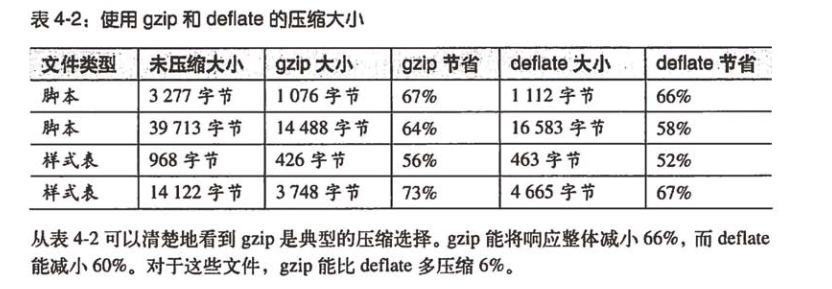 表 4-2：使用 gzip 和 deflate 的压缩大小
文件类型 未压缩大小 gzip 大小 gzip 节省 deflate 大小 deflate 节省
脚本 3 277 字节 1 076 字节 67% 1 112 字节 66%
脚本 39 713 字节 14 488 字节 64% 16 583 字节 58%
样式表 968 字节 426 字节 56% 463 字节 52%
样式表 14 122 字节 3 748 字节 73% 4 665 字节 67%
从表 4-2 可以清楚地看到 gzip 是典型的压缩选择。gzip 能将响应整体减小 66%，而 deflate
能减小 60%。对于这些文件，gzip 能比 deflate 多压缩 6%。